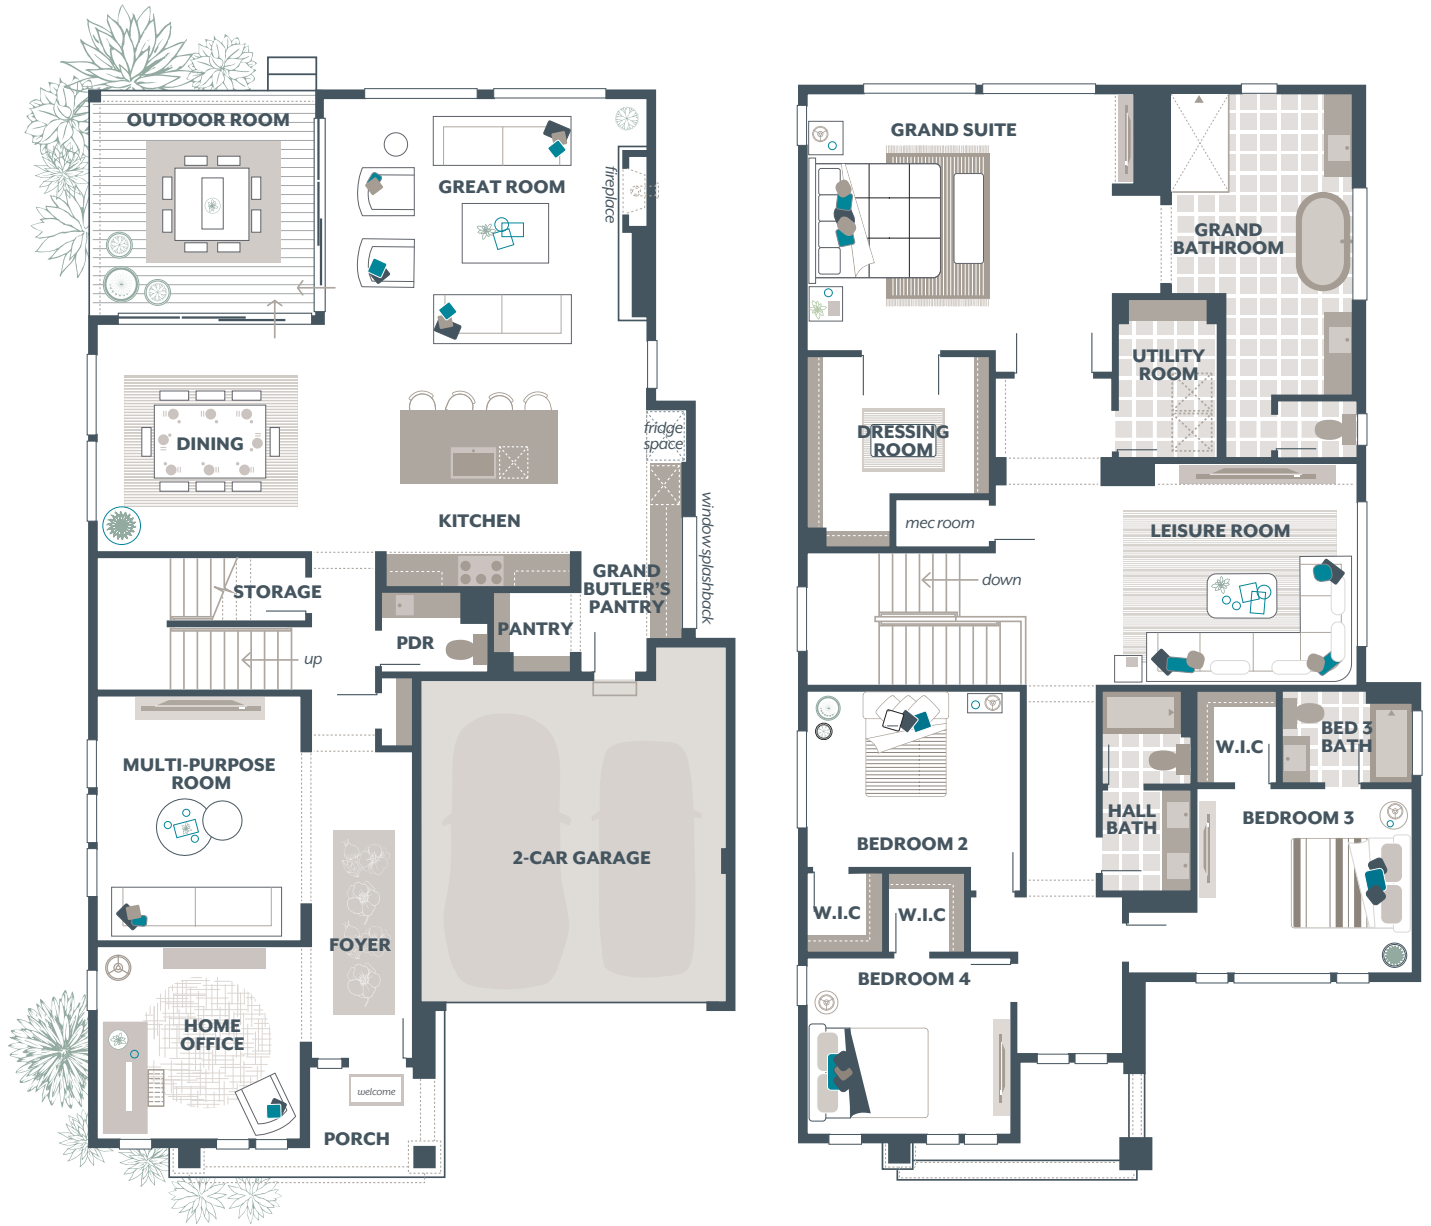 OUTDOOR ROOM
GREAT ROOM
fireplace
DINING
fridge
space
KITCHEN
window splashback
GRAND
BUTLER'S
PANTRY
STORAGE
PDR
PANTRY
up
MULTI-PURPOSE
ROOM
2-CAR GARAGE
FOYER
HOME
OFFICE
welcome
PORCH
GRAND SUITE
GRAND
BATHROOM
UTILITY
ROOM
DRESSING
ROOM
mec room
LEISURE ROOM
down
W.I.C
BED 3
BATH
HALL
BATH
BEDROOM 3
BEDROOM 2
W.I.C
W.I.C
BEDROOM 4